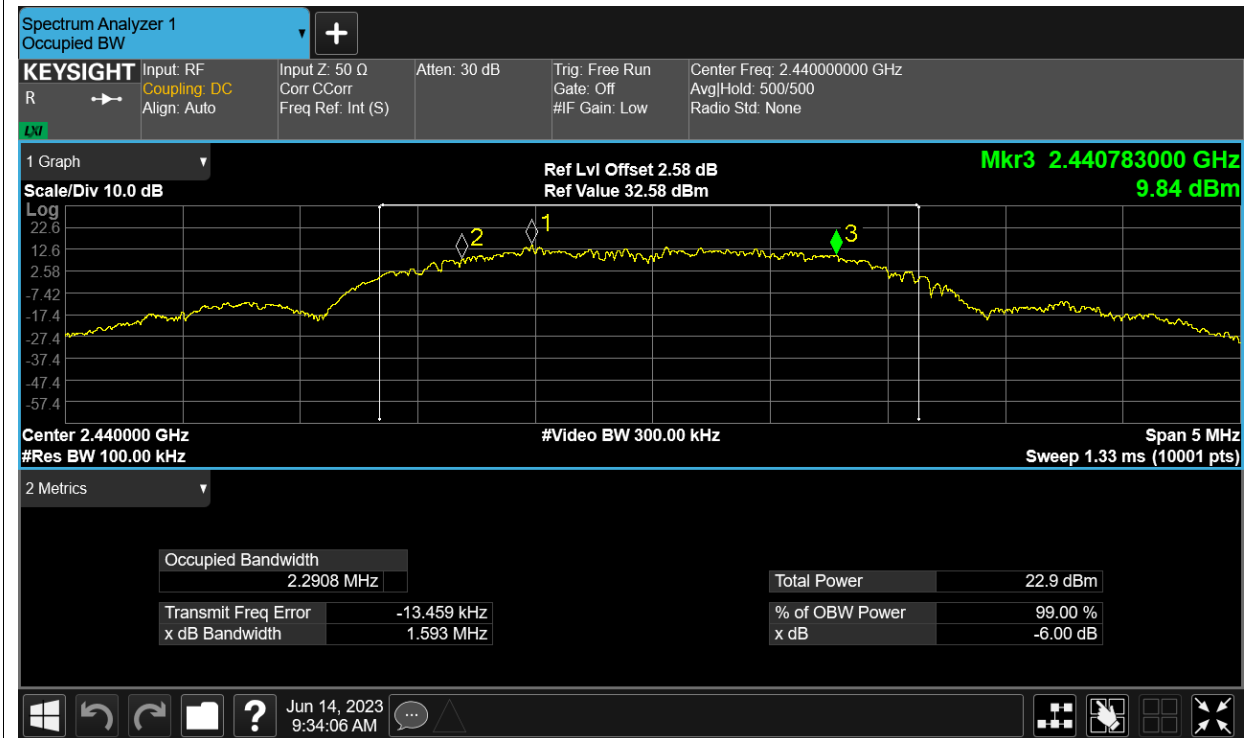 Spectrum Analyzer 1
Occupied BW
KEYSIGHT
R
LXI
Input: RF
Coupling: DC
Align: Auto
Input Z: 50 Ω
Corr CCorr
Freq Ref: Int (S)
Atten: 30 dB
Trig: Free Run
Gate: Off
#IF Gain: Low
Center Freq: 2.440000000 GHz
Avg|Hold: 500/500
Radio Std: None
1 Graph
Scale/Div 10.0 dB
Ref Lvl Offset 2.58 dB
Ref Value 32.58 dBm
Mkr3 2.440783000 GHz
9.84 dBm
Log
22.6
12.6
2.58
-7.42
-17.4
-27.4
-37.4
-47.4
-57.4
2
1
3
Center 2.440000 GHz
#Video BW 300.00 kHz
Span 5 MHz
#Res BW 100.00 kHz
Sweep 1.33 ms (10001 pts)
2 Metrics
Occupied Bandwidth
2.2908 MHz
Total Power 22.9 dBm
Transmit Freq Error -13.459 kHz
% of OBW Power 99.00 %
x dB Bandwidth 1.593 MHz
x dB -6.00 dB
?
Jun 14, 2023
9:34:06 AM